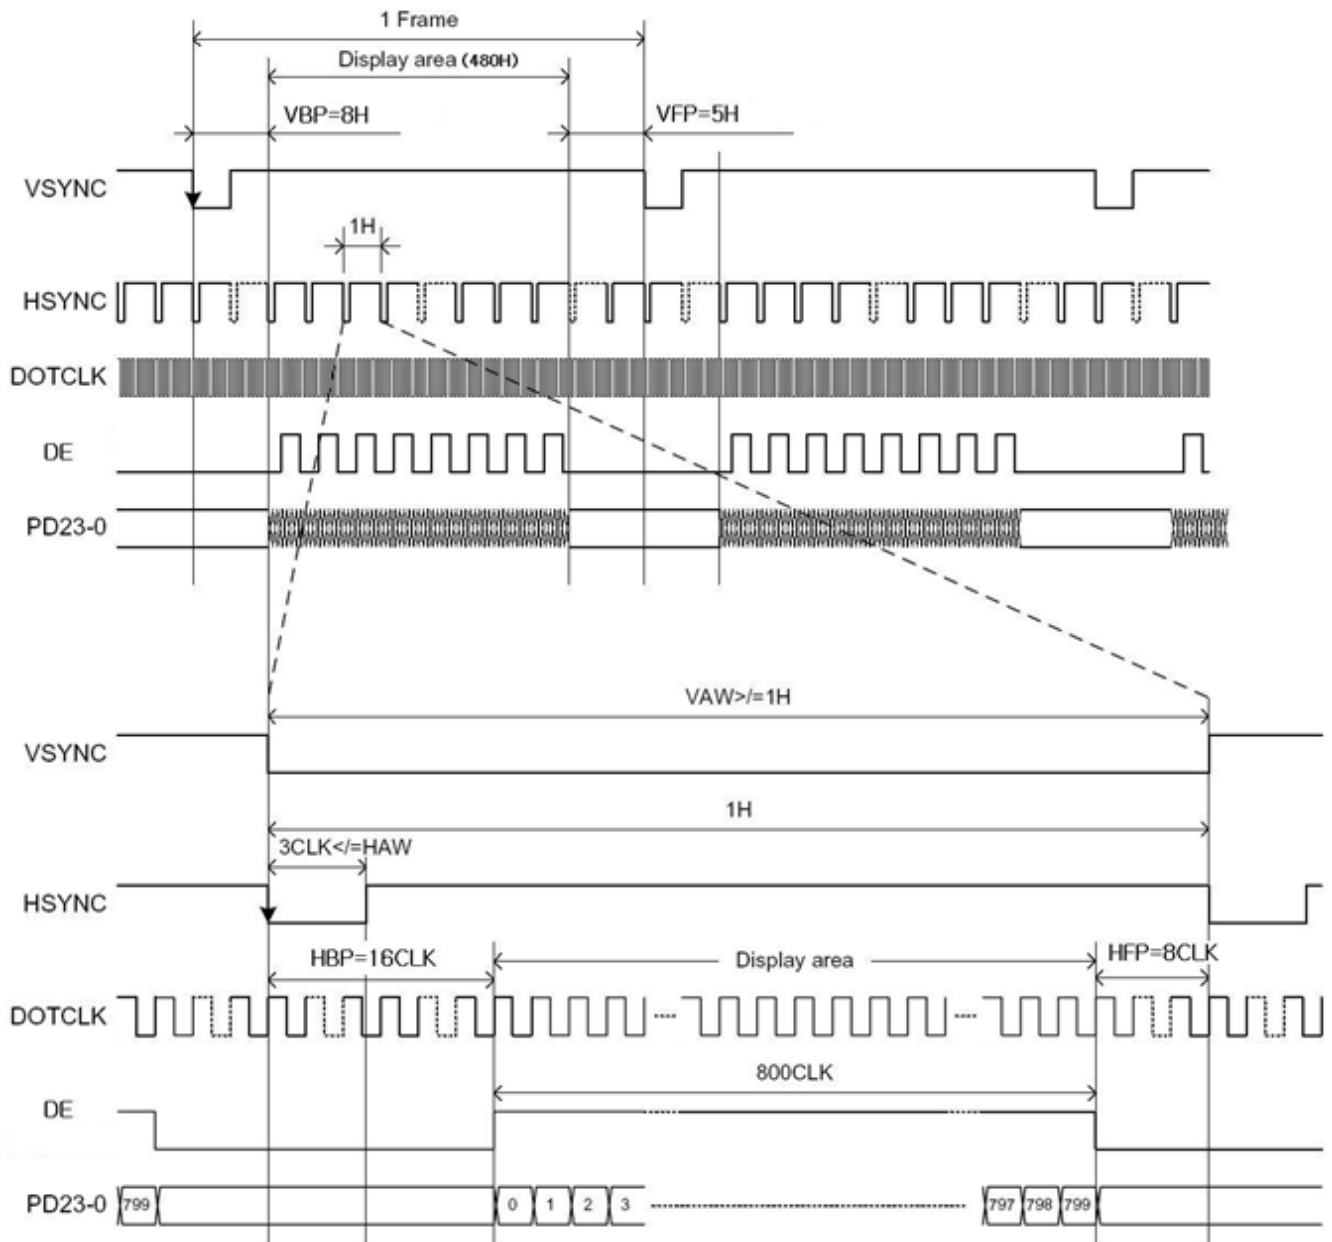 1 Frame
Display area (480H)
VBP=8H
VFP=5H
VSYNC
1H
HSYNC
DOTCLK
DE
PD23-0
VAW>/=1H
VSYNC
1H
3CLK</=HAW
HSYNC
HBP=16CLK
Display area
HFP=8CLK
DOTCLK
800CLK
DE
PD23-0 799 0 1 2 3 797 798 799